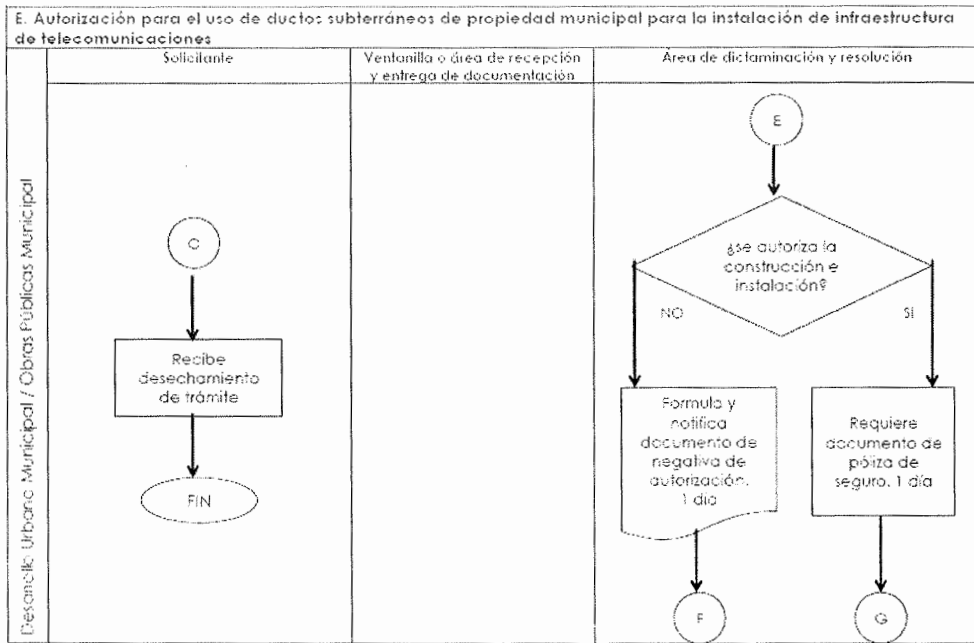 E. Autorización para el uso de ductos subterráneos de propiedad municipal para la instalación de infraestructura
de telecomunicaciones
Solicitante
Ventanilla o área de recepción
y entrega de documentación
Área de dictaminación y resolución
Desarrollo Urbano Municipal / Obras Públicas Municipal
C
Recibe
desechamiento
de trámite
FIN
E
¿se autoriza la
construcción e
instalación?
NO
SÍ
Formula y
notifica
documento de
negativa de
autorización.
1 día
Requiere
documento de
póliza de
seguro. 1 día
F
G